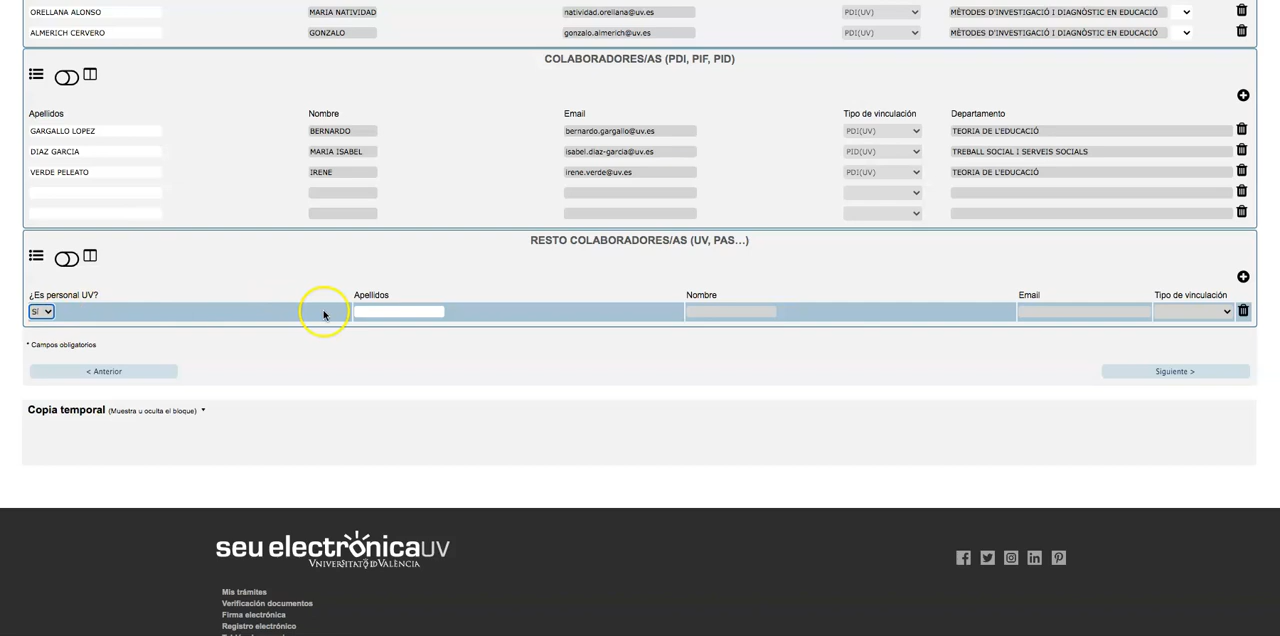 ORELLANA ALONSO MARIA NATIVIDAD natividad.orellana@uv.es PDI(UV) MÈTODES D'INVESTIGACIÓ I DIAGNÒSTIC EN EDUCACIÓ
ALMERICH CERVERO GONZALO gonzalo.almerich@uv.es PDI(UV) MÈTODES D'INVESTIGACIÓ I DIAGNÒSTIC EN EDUCACIÓ
COLABORADORES/AS (PDI, PIF, PID)
Apellidos Nombre Email Tipo de vinculación Departamento
GARGALLO LOPEZ BERNARDO bernardo.gargallo@uv.es PDI(UV) TEORIA DE L'EDUCACIÓ
DIAZ GARCIA MARIA ISABEL isabel.diaz-garcia@uv.es PID(UV) TREBALL SOCIAL I SERVEIS SOCIALS
VERDE PELEATO IRENE irene.verde@uv.es PDI(UV) TEORIA DE L'EDUCACIÓ
RESTO COLABORADORES/AS (UV, PAS...)
¿Es personal UV? Apellidos Nombre Email Tipo de vinculación
Sí
* Campos obligatorios
< Anterior Siguiente >
Copia temporal (Muestra u oculta el bloque)
seu electrònica UV
VNIVERSITATĪDVALÈNCIA
Mis trámites
Verificación documentos
Firma electrónica
Registro electrónico